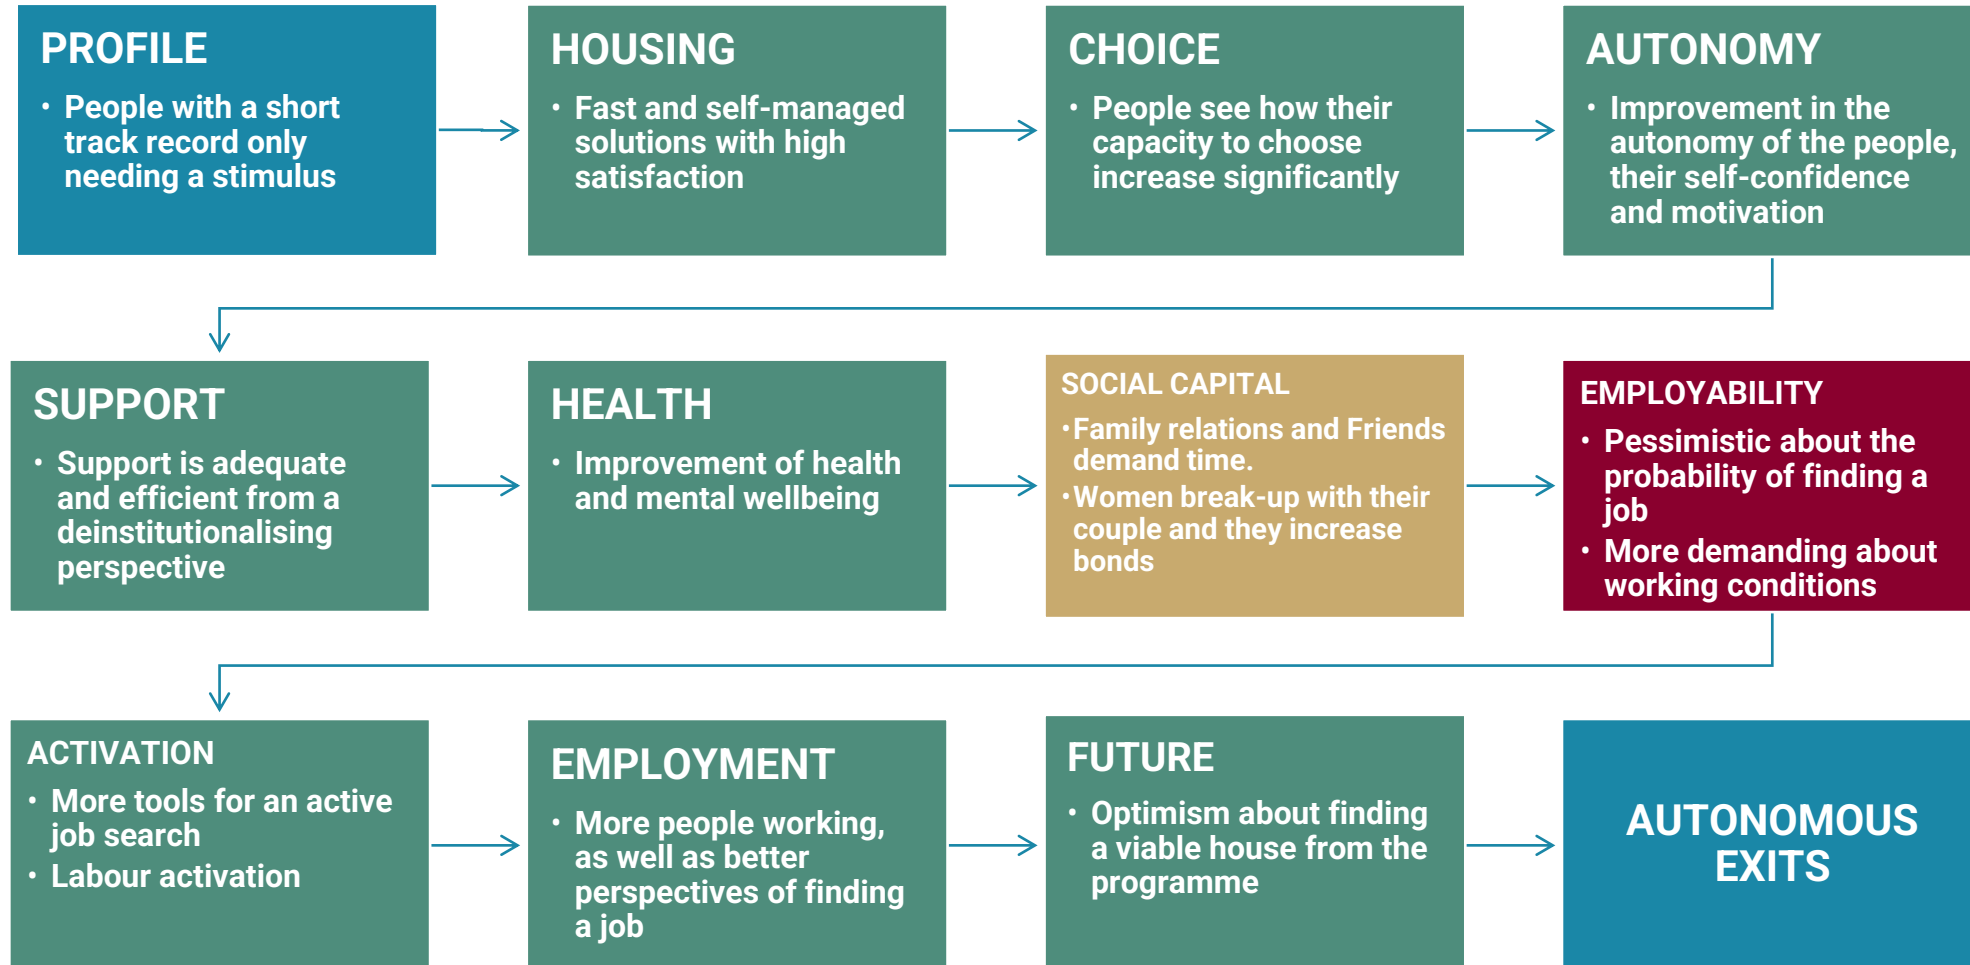 PROFILE
• People with a short
track record only
needing a stimulus
HOUSING
• Fast and self-managed
solutions with high
satisfaction
CHOICE
• People see how their
capacity to choose
increase significantly
AUTONOMY
• Improvement in the
autonomy of the people,
their self-confidence
and motivation
SUPPORT
• Support is adequate
and efficient from a
deinstitutionalising
perspective
HEALTH
• Improvement of health
and mental wellbeing
SOCIAL CAPITAL
• Family relations and Friends
demand time.
• Women break-up with their
couple and they increase
bonds
EMPLOYABILITY
• Pessimistic about the
probability of finding a
job
• More demanding about
working conditions
ACTIVATION
• More tools for an active
job search
• Labour activation
EMPLOYMENT
• More people working,
as well as better
perspectives of finding
a job
FUTURE
• Optimism about finding
a viable house from the
programme
AUTONOMOUS
EXITS